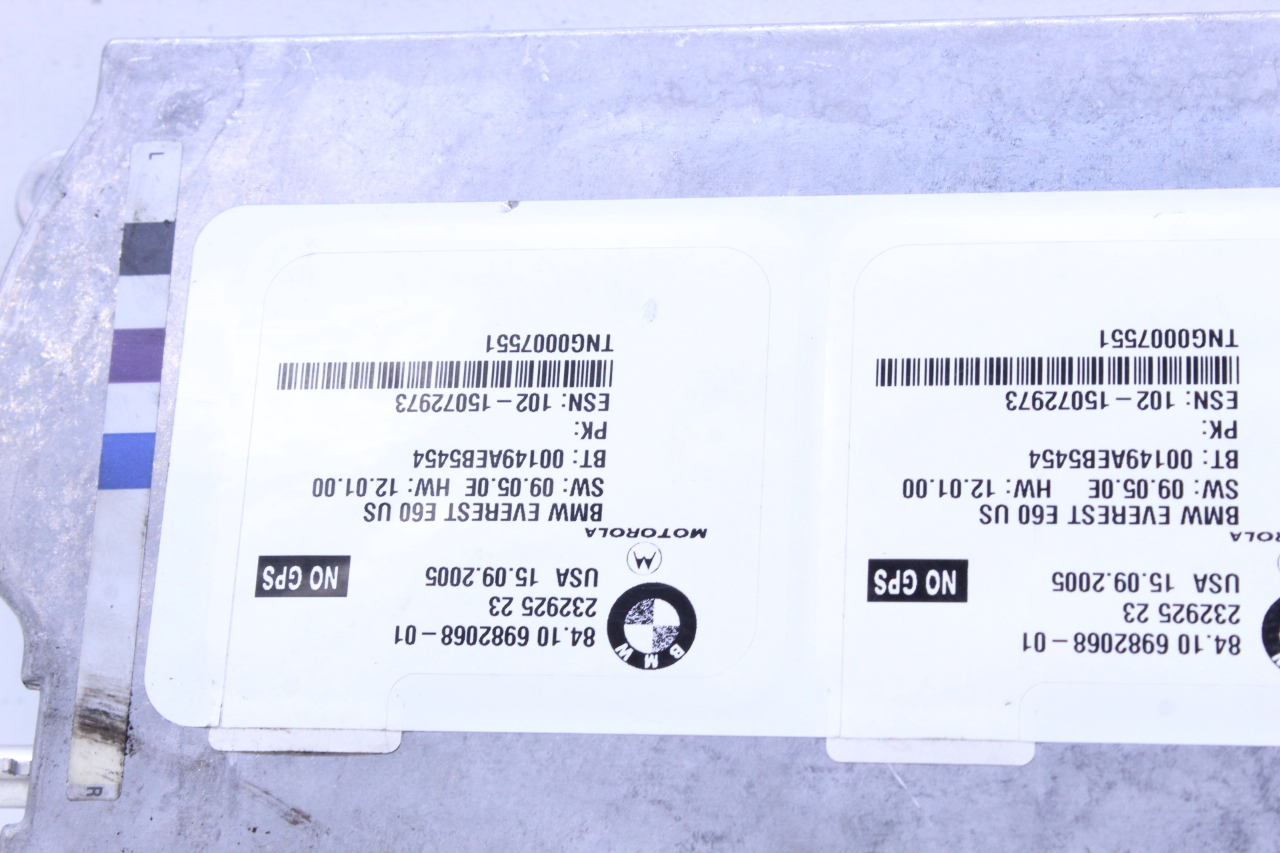 BMW
84.10 6982068-01
232925 23
USA 15.09.2005
NO GPS
MOTOROLA
BMW EVEREST E60 US
SW: 09.05.0E HW: 12.01.00
BT: 00149AEB5454
PK:
ESN: 102-15072973
TNG0007551
84.10 6982068-01
232925 23
USA 15.09.2005
NO GPS
ROLA
BMW EVEREST E60 US
SW: 09.05.0E HW: 12.01.00
BT: 00149AEB5454
PK:
ESN: 102-15072973
TNG0007551
R
L